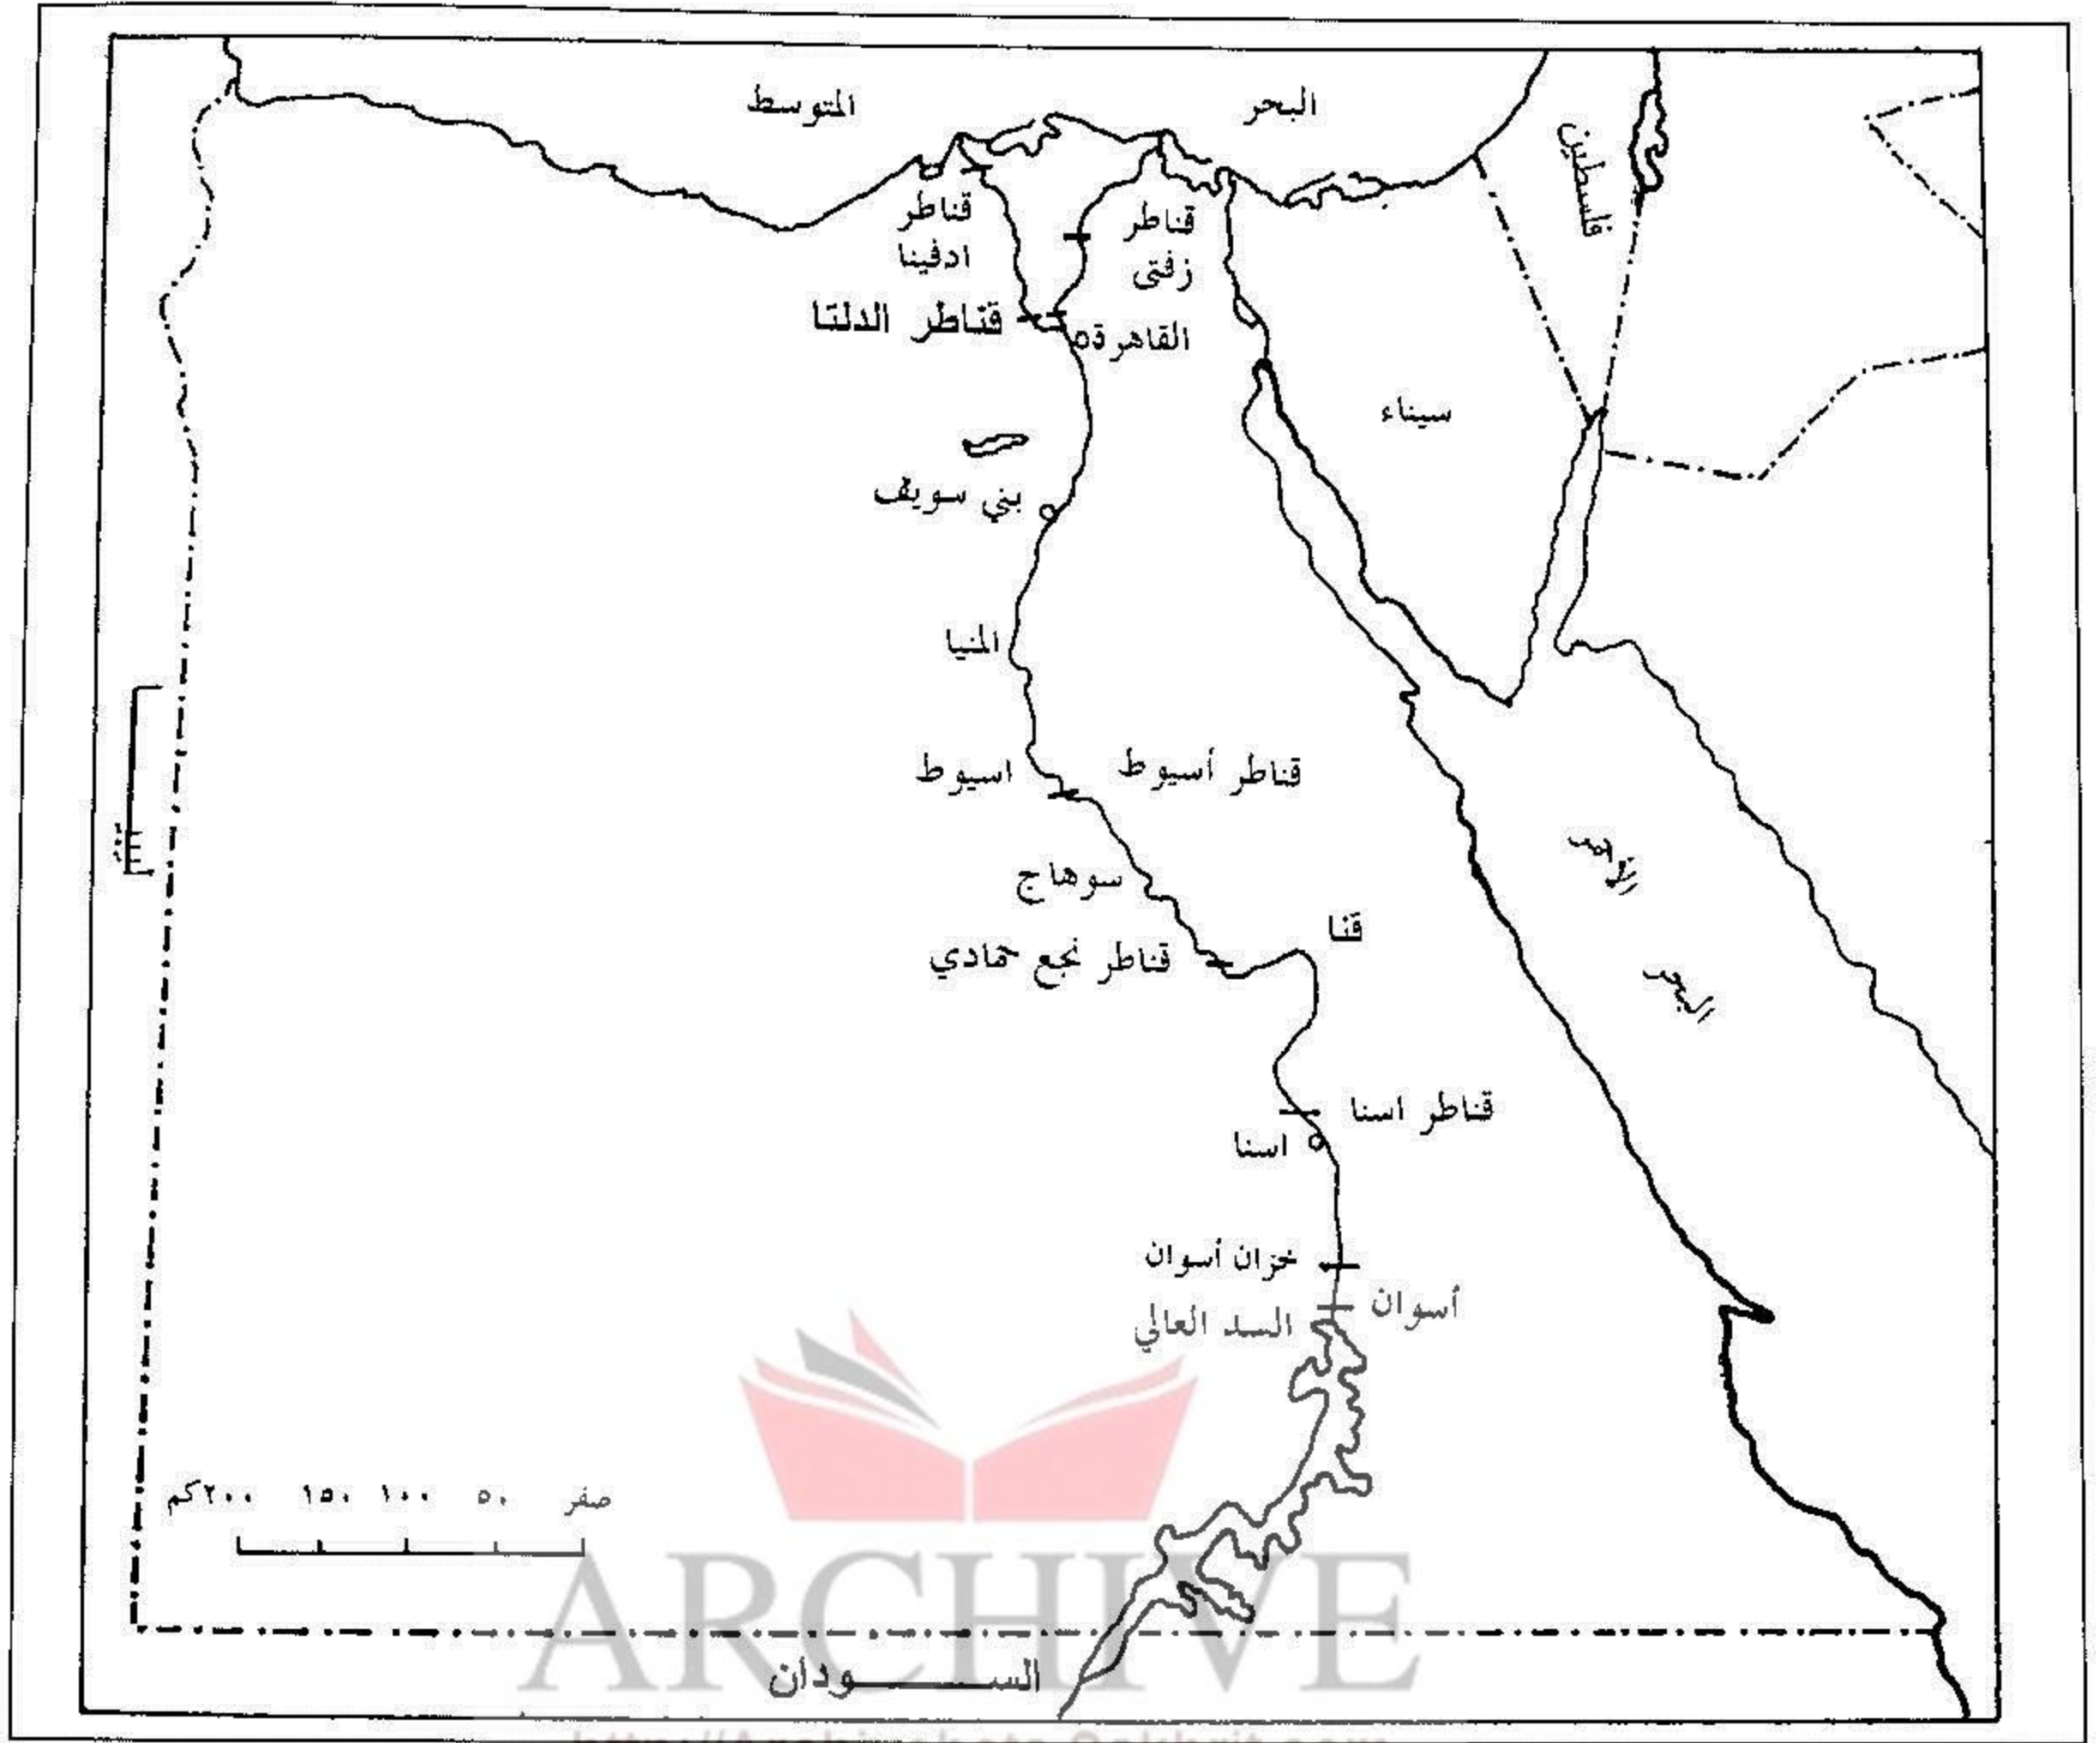 البحر المتوسط
فلسطين
قناطر
ادفينا
قناطر
زفتى
قناطر الدلتا
القاهرة
سيناء
بني سويف
المنيا
اسيوط
قناطر أسيوط
سوهاج
قنا
قناطر نجع حمادي
البحر الأحمر
قناطر اسنا
اسنا
خزان أسوان
أسوان
السد العالي
صفر ٥٠ ١٠٠ ١٥٠ ٢٠٠كم
ARCHIVE
الســـــودان